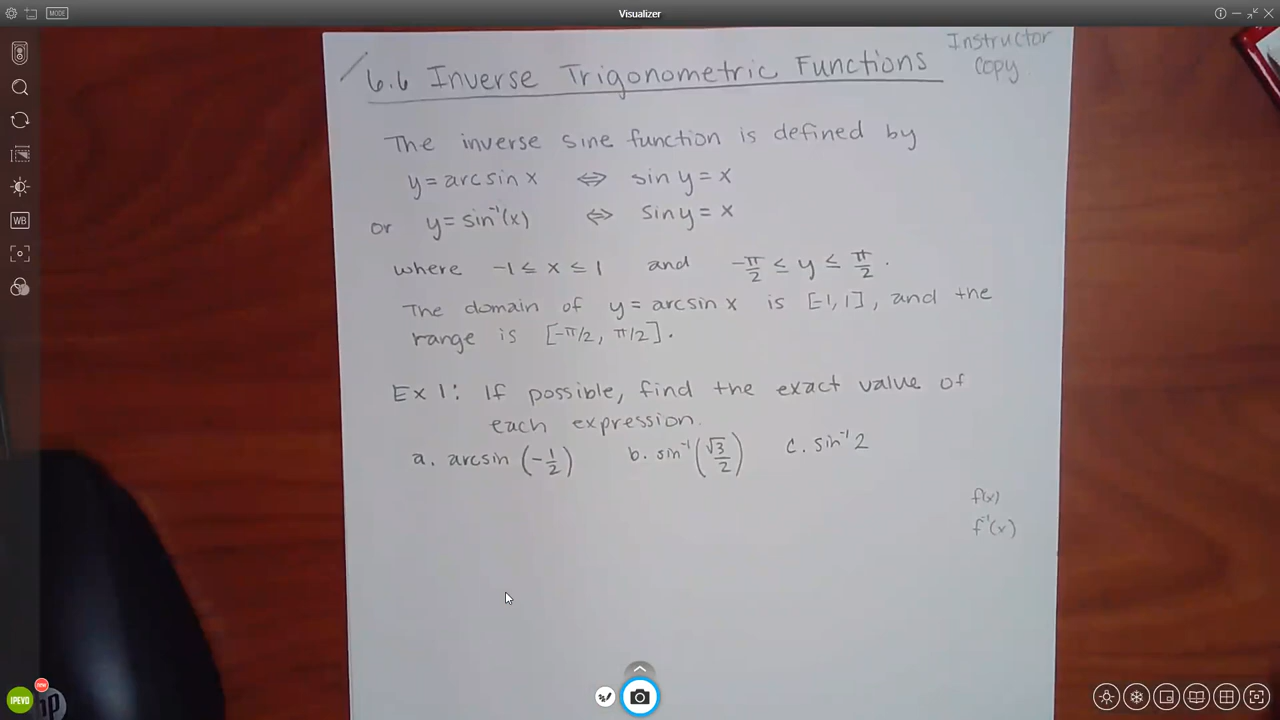 MODE
Visualizer
WB
Instructor
copy
6.6 Inverse Trigonometric Functions
The inverse sine function is defined by
y = arcsin x ⇔ sin y = x
or y = sin⁻¹(x) ⇔ sin y = x
where -1 ≤ x ≤ 1 and -π/2 ≤ y ≤ π/2.
The domain of y = arcsin x is [-1, 1], and the
range is [-π/2, π/2].
Ex 1: If possible, find the exact value of
each expression.
a. arcsin (-1/2) b. sin⁻¹(√3/2) c. sin⁻¹ 2
f(x)
f⁻¹(x)
IPEVO
new
hp